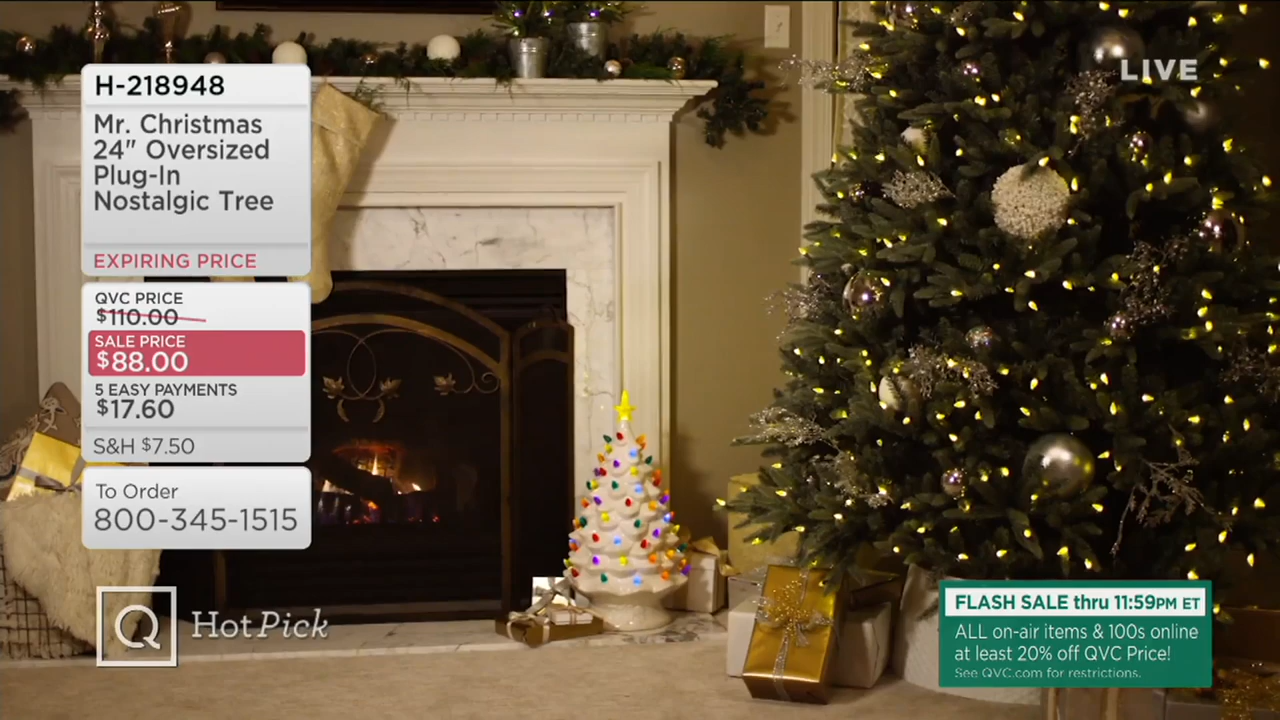 H-218948
Mr. Christmas
24" Oversized
Plug-In
Nostalgic Tree
EXPIRING PRICE
QVC PRICE
$110.00
SALE PRICE
$88.00
5 EASY PAYMENTS
$17.60
S&H $7.50
To Order
800-345-1515
Q HotPick
LIVE
FLASH SALE thru 11:59PM ET
ALL on-air items & 100s online
at least 20% off QVC Price!
See QVC.com for restrictions.